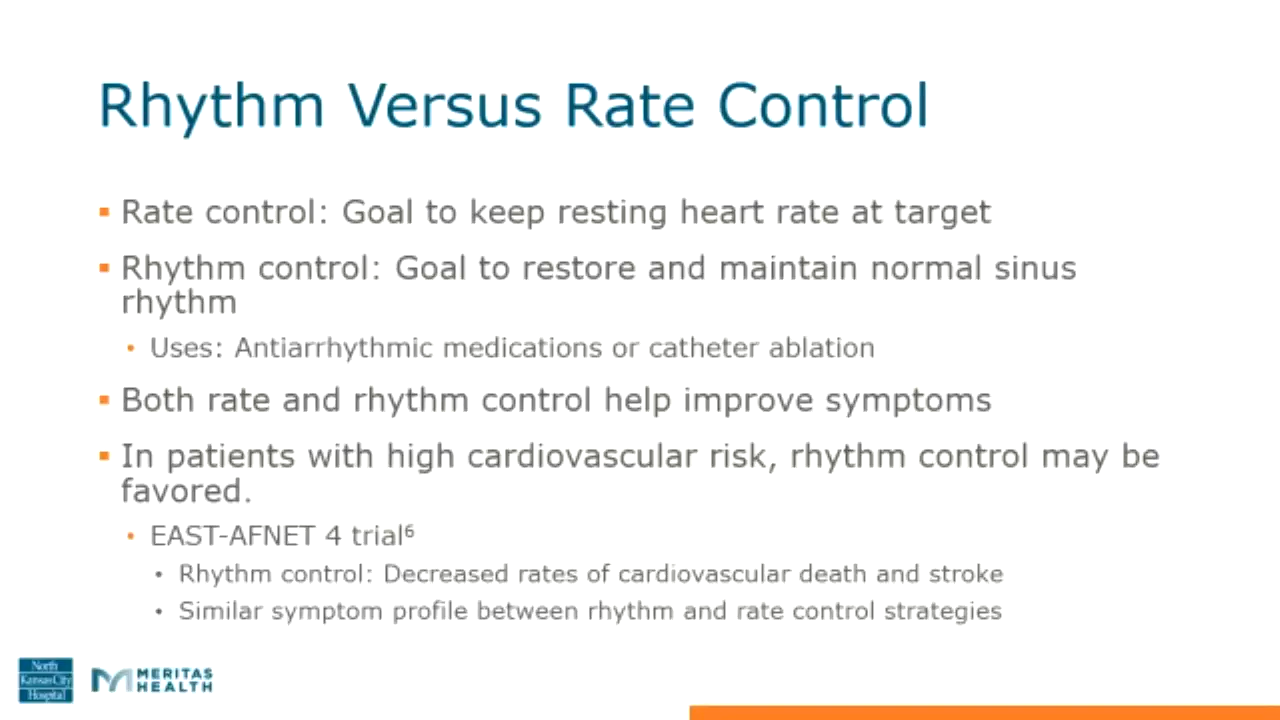 Rhythm Versus Rate Control
▪ Rate control: Goal to keep resting heart rate at target
▪ Rhythm control: Goal to restore and maintain normal sinus
rhythm
• Uses: Antiarrhythmic medications or catheter ablation
▪ Both rate and rhythm control help improve symptoms
▪ In patients with high cardiovascular risk, rhythm control may be
favored.
• EAST-AFNET 4 trial⁶
• Rhythm control: Decreased rates of cardiovascular death and stroke
• Similar symptom profile between rhythm and rate control strategies
North
Kansas City
Hospital
MERITAS
HEALTH